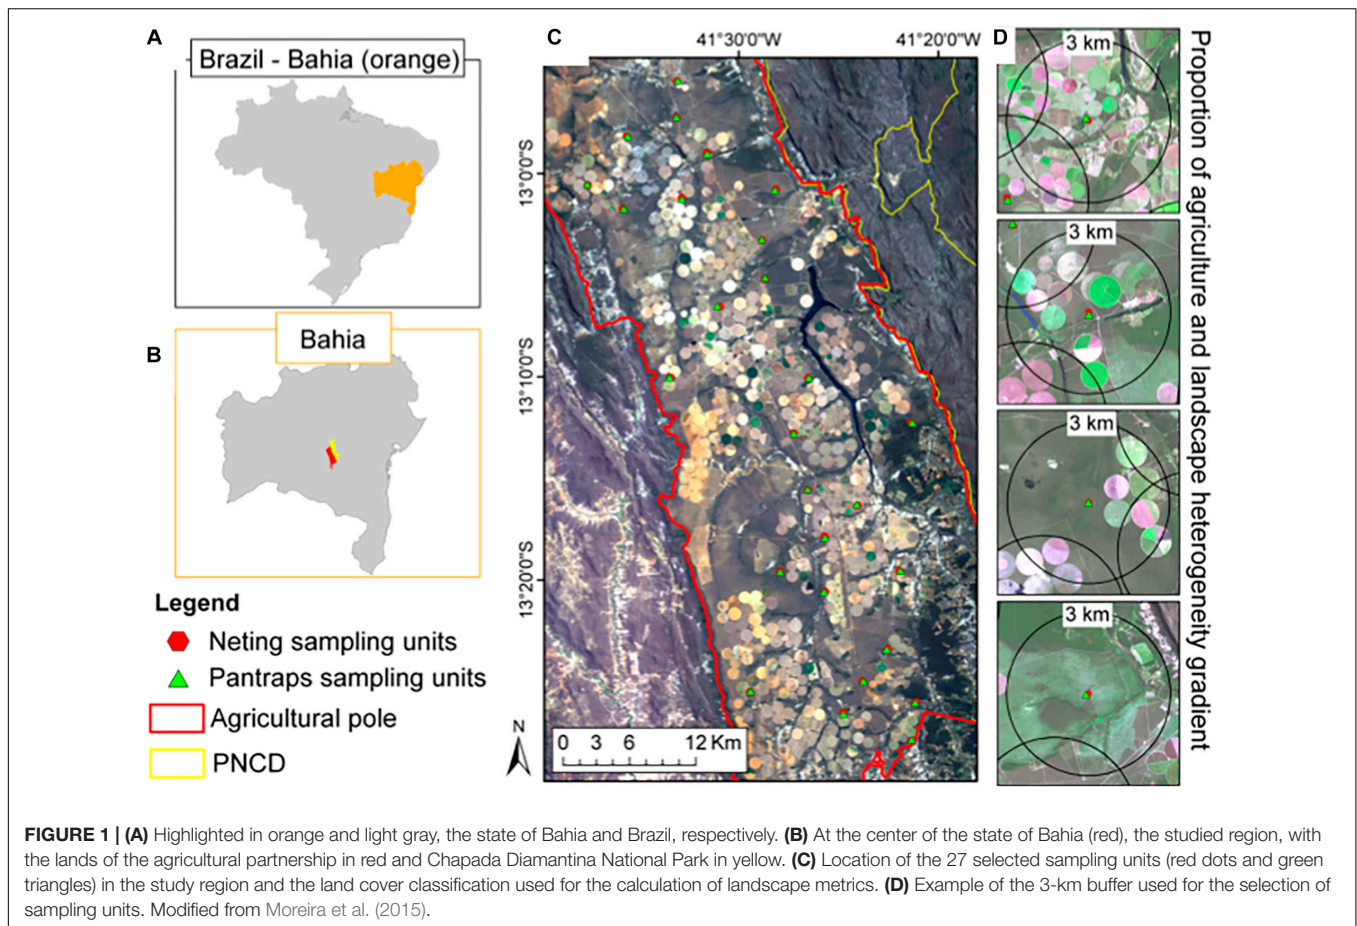 A
Brazil - Bahia (orange)
B
Bahia
Legend
Neting sampling units
Pantraps sampling units
Agricultural pole
PNCD
C
41°30'0"W
41°20'0"W
13°0'0"S
13°10'0"S
13°20'0"S
N
0 3 6 12 Km
D
3 km
3 km
3 km
3 km
Proportion of agriculture and landscape heterogeneity gradient
FIGURE 1 | (A) Highlighted in orange and light gray, the state of Bahia and Brazil, respectively. (B) At the center of the state of Bahia (red), the studied region, with
the lands of the agricultural partnership in red and Chapada Diamantina National Park in yellow. (C) Location of the 27 selected sampling units (red dots and green
triangles) in the study region and the land cover classification used for the calculation of landscape metrics. (D) Example of the 3-km buffer used for the selection of
sampling units. Modified from Moreira et al. (2015).